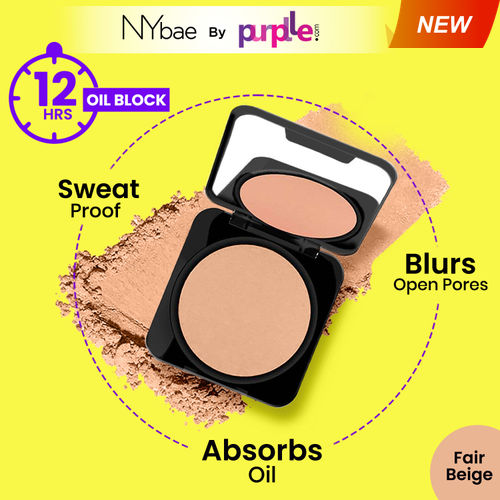 NYbae By purplle.com
NEW
12
HRS
OIL BLOCK
Sweat
Proof
Blurs
Open Pores
Absorbs
Oil
Fair
Beige